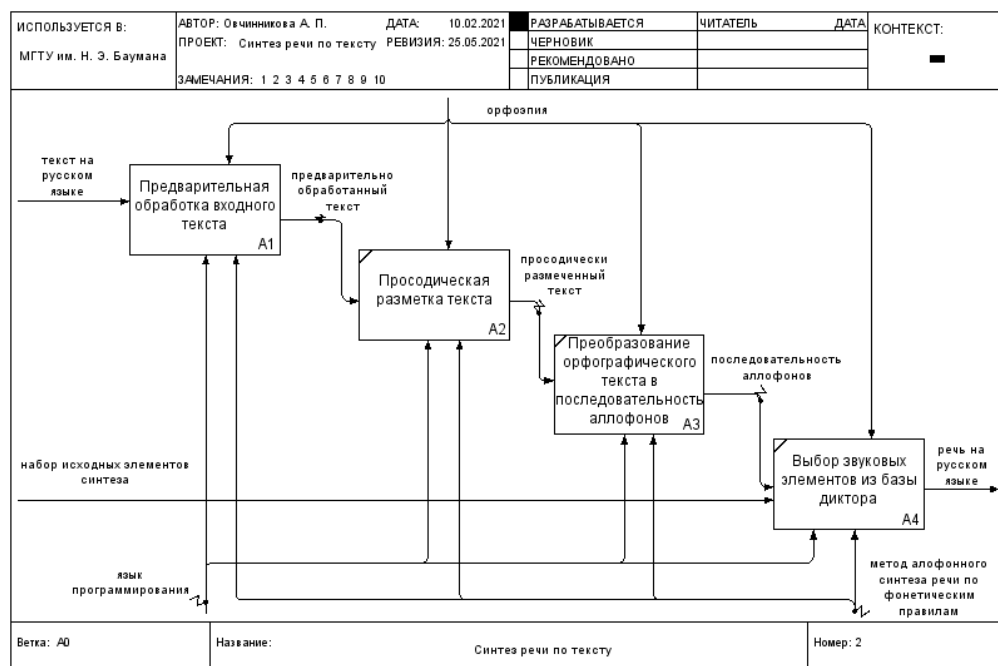 ИСПОЛЬЗУЕТСЯ В:
МГТУ им. Н. Э. Баумана
АВТОР: Овчинникова А. П.
ДАТА: 10.02.2021
ПРОЕКТ: Синтез речи по тексту
РЕВИЗИЯ: 25.05.2021
ЗАМЕЧАНИЯ: 1 2 3 4 5 6 7 8 9 10
РАЗРАБАТЫВАЕТСЯ
ЧЕРНОВИК
РЕКОМЕНДОВАНО
ПУБЛИКАЦИЯ
ЧИТАТЕЛЬ
ДАТА
КОНТЕКСТ:
орфоэпия
текст на
русском
языке
Предварительная
обработка входного
текста
A1
предварительно
обработанный
текст
Просодическая
разметка текста
A2
просодически
размеченный
текст
Преобразование
орфографического
текста в
последовательность
аллофонов
A3
последовательность
аллофонов
набор исходных элементов
синтеза
Выбор звуковых
элементов из базы
диктора
A4
речь на
русском
языке
язык
программирования
метод алофонного
синтеза речи по
фонетическим
правилам
Ветка: A0
Название:
Синтез речи по тексту
Номер: 2